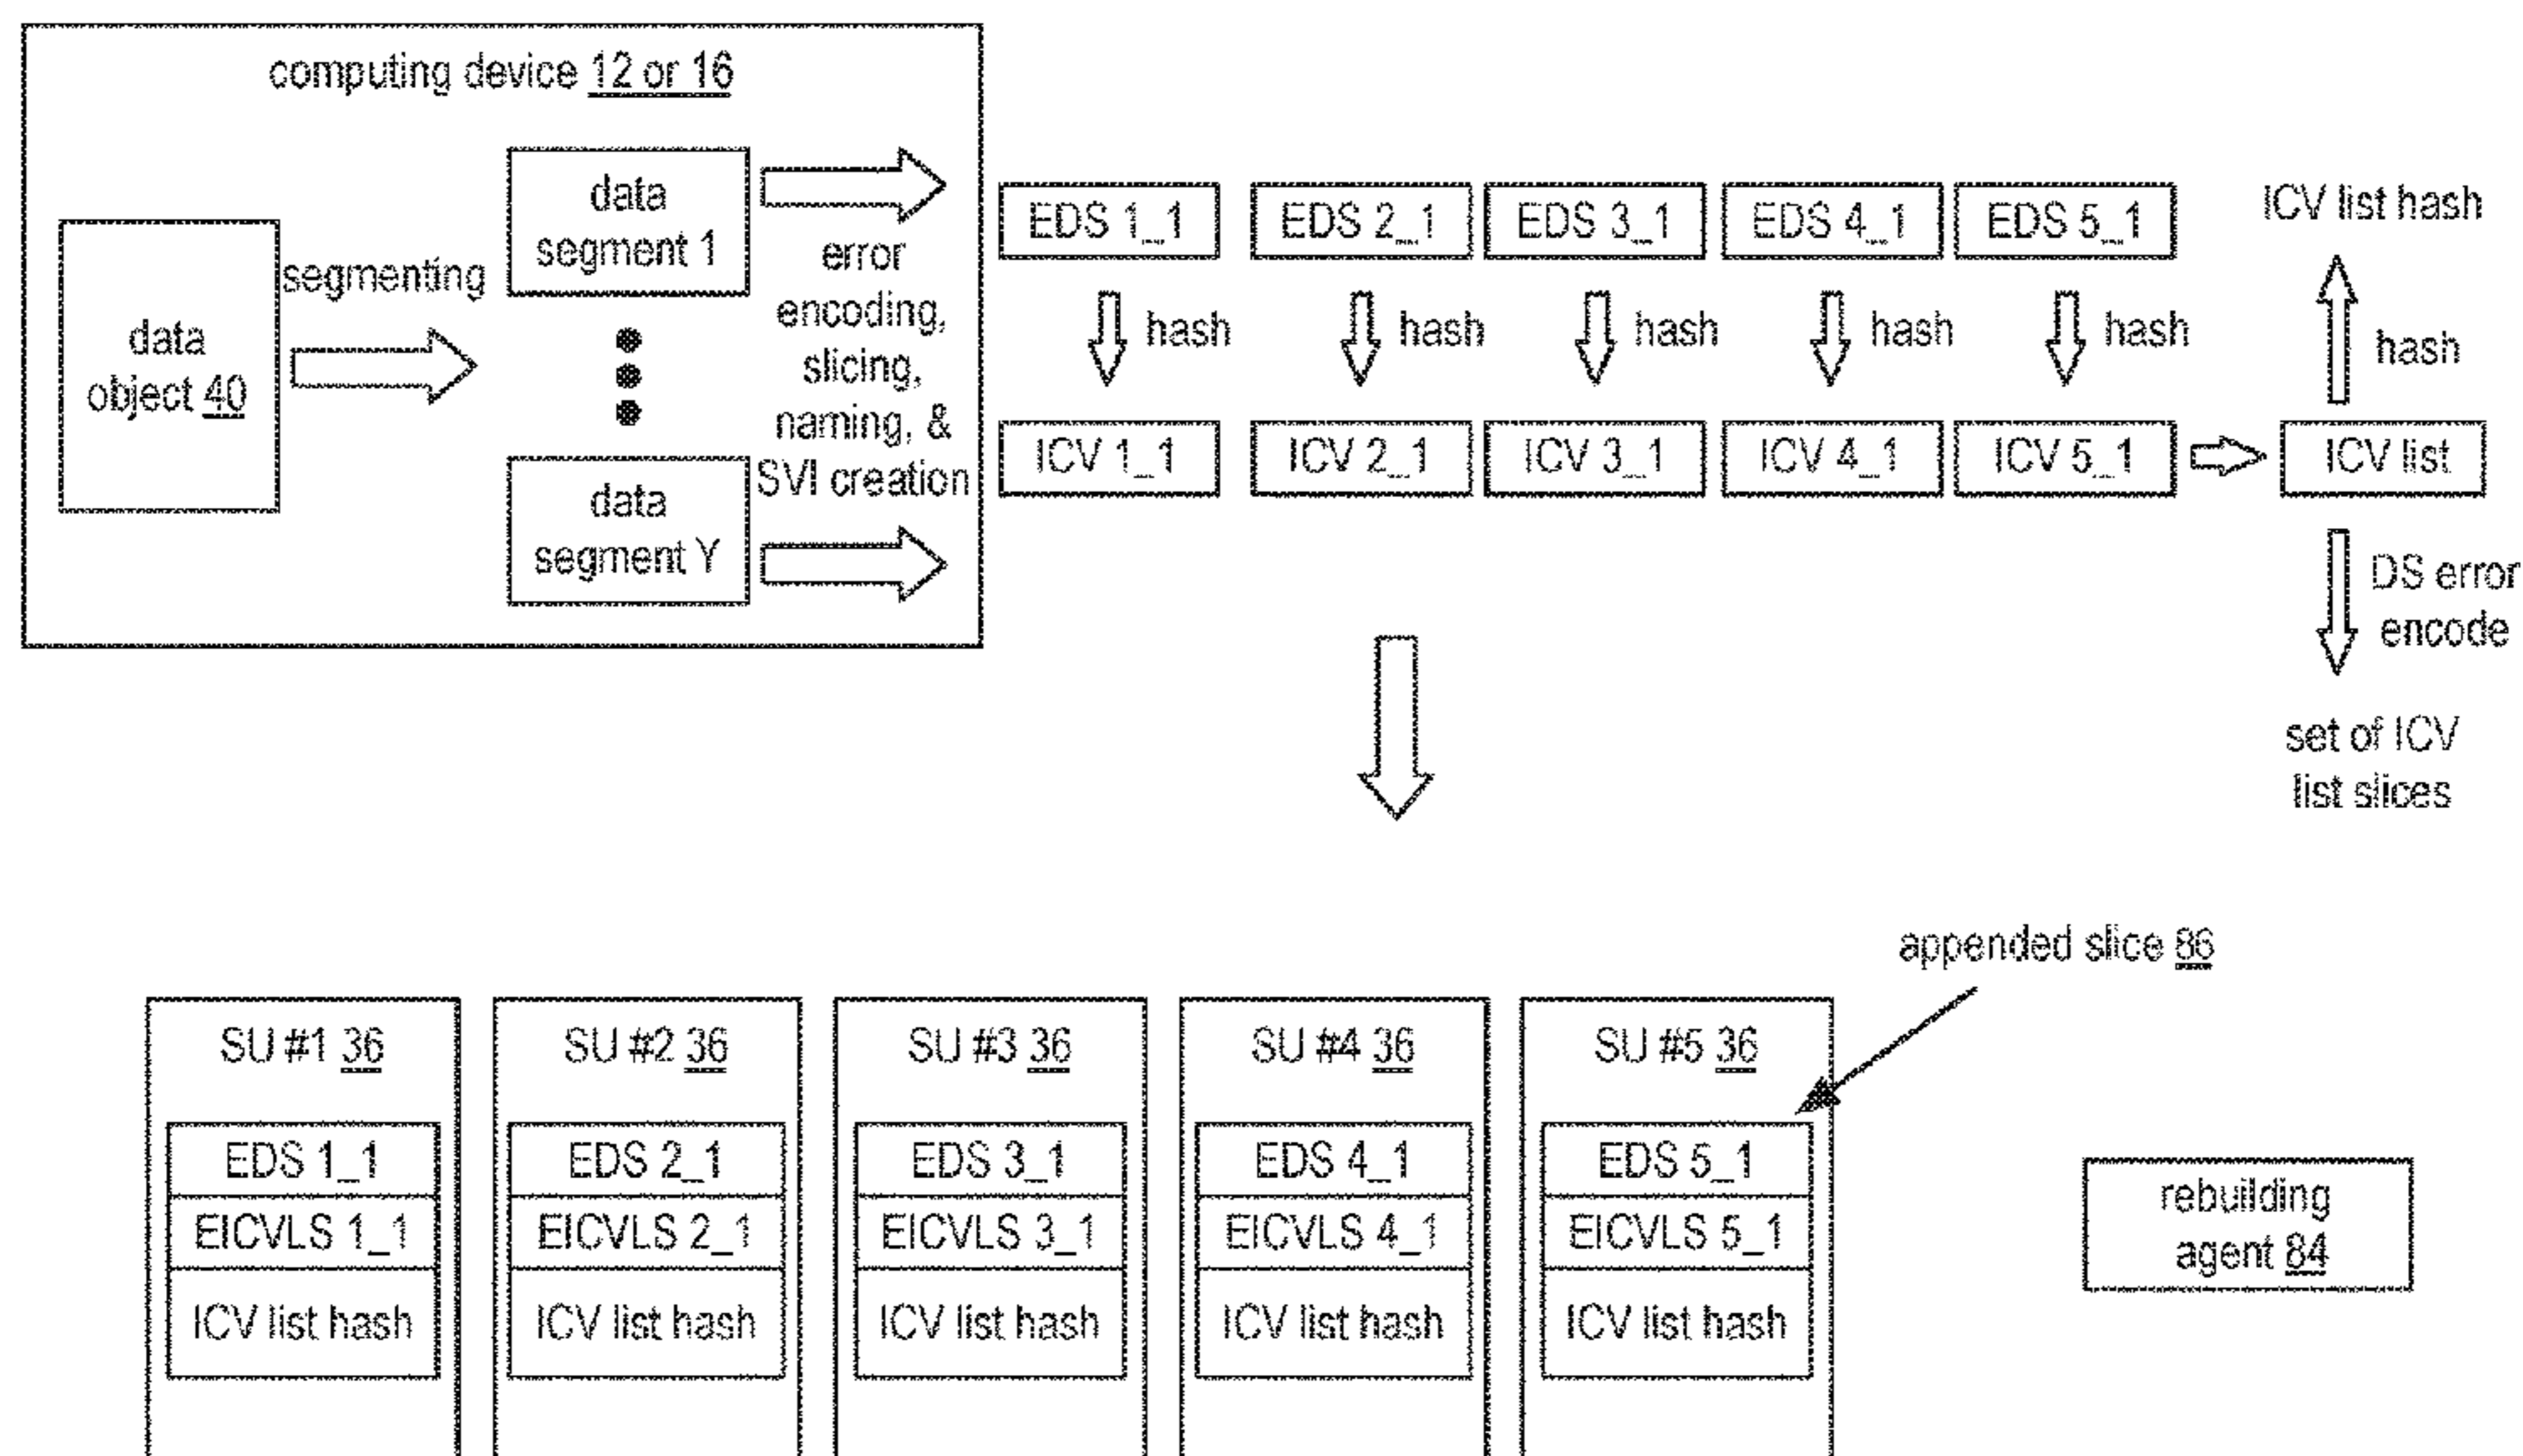 computing device 12 or 16
data
object 40
segmenting
data
segment 1
data
segment Y
error
encoding,
slicing,
naming, &
SVI creation
EDS 1_1
EDS 2_1
EDS 3_1
EDS 4_1
EDS 5_1
ICV list hash
hash
hash
hash
hash
hash
hash
ICV 1_1
ICV 2_1
ICV 3_1
ICV 4_1
ICV 5_1
ICV list
DS error
encode
set of ICV
list slices
appended slice 86
SU #1 36
EDS 1_1
EICVLS 1_1
ICV list hash
SU #2 36
EDS 2_1
EICVLS 2_1
ICV list hash
SU #3 36
EDS 3_1
EICVLS 3_1
ICV list hash
SU #4 36
EDS 4_1
EICVLS 4_1
ICV list hash
SU #5 36
EDS 5_1
EICVLS 5_1
ICV list hash
rebuilding
agent 84